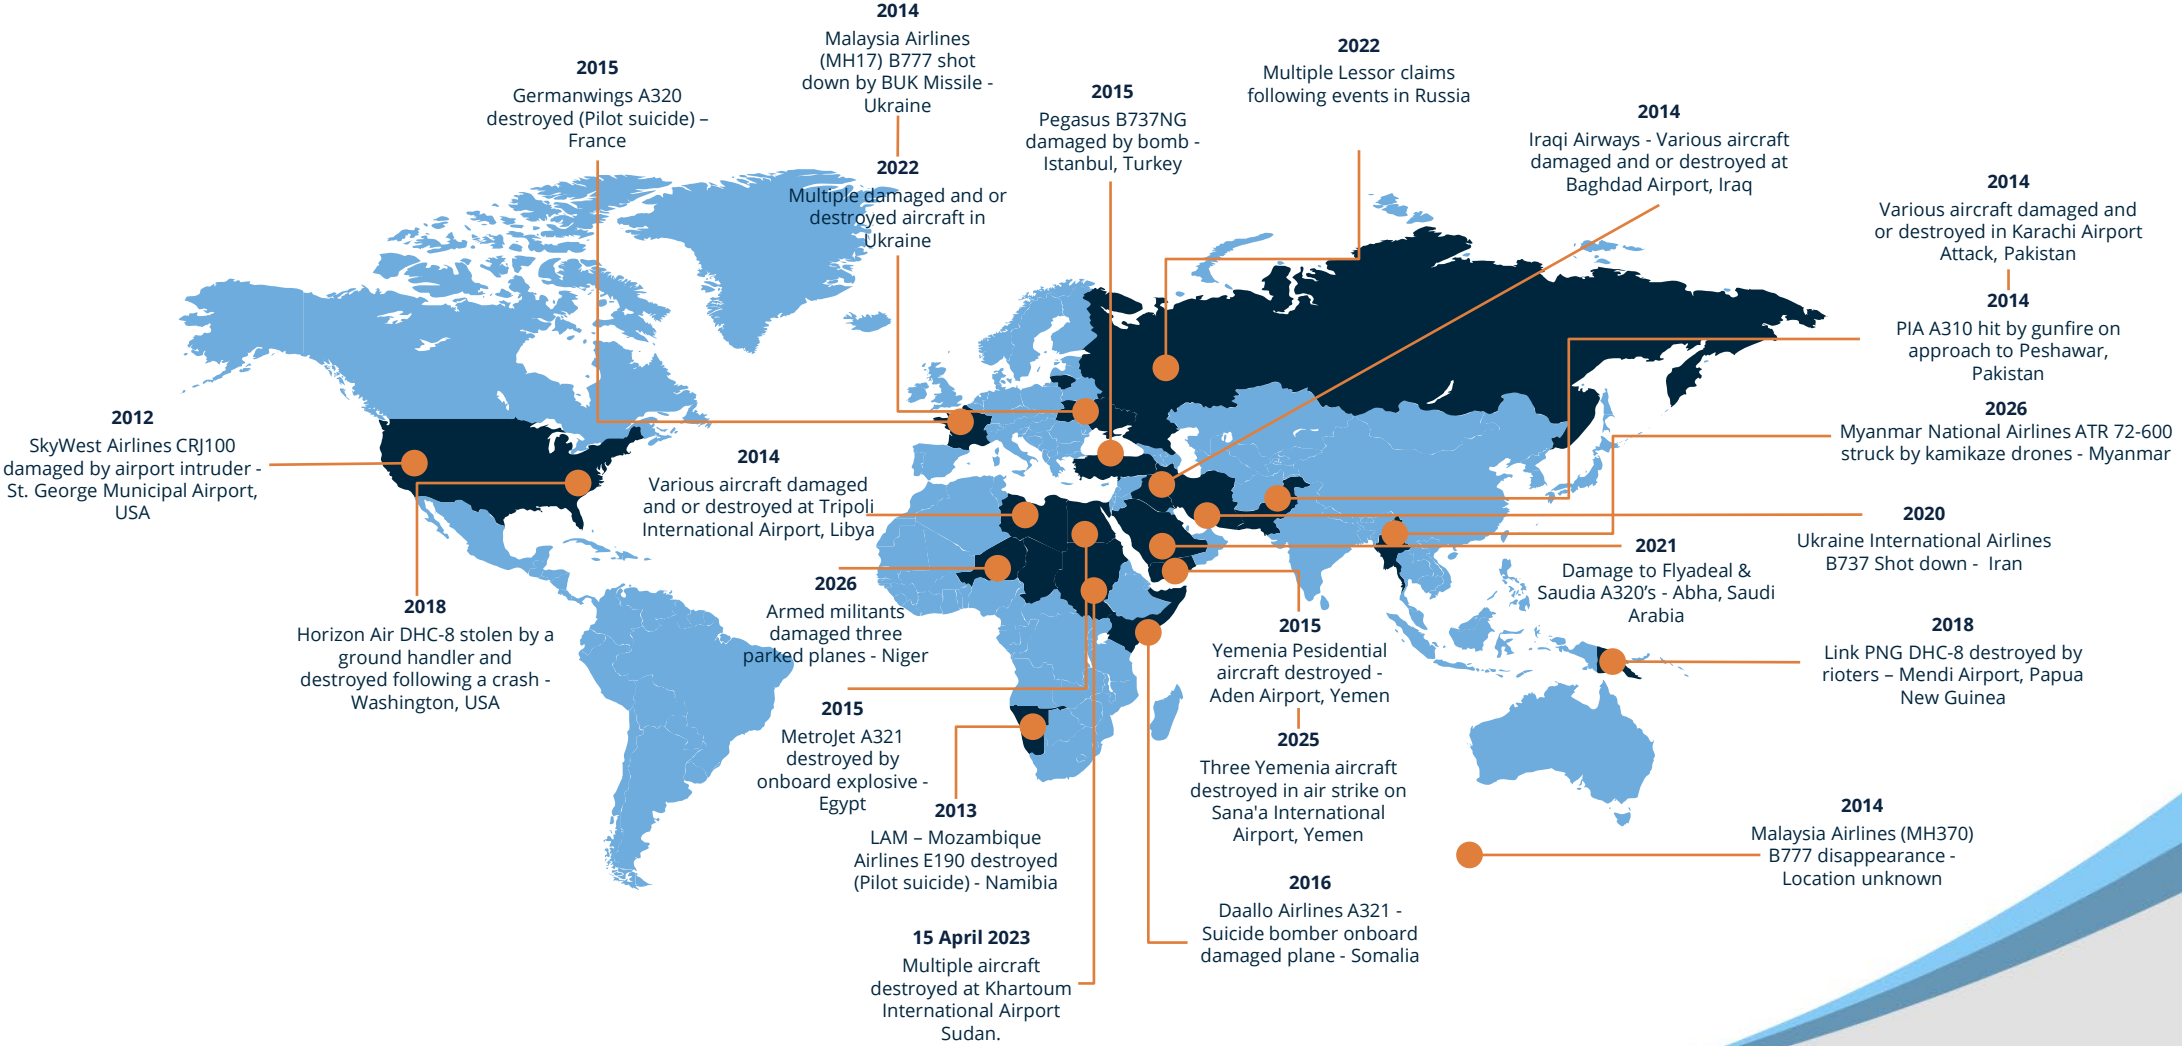 2014
Malaysia Airlines
(MH17) B777 shot
down by BUK Missile -
Ukraine
2022
Multiple damaged and or
destroyed aircraft in
Ukraine
2015
Germanwings A320
destroyed (Pilot suicide) –
France
2015
Pegasus B737NG
damaged by bomb -
Istanbul, Turkey
2022
Multiple Lessor claims
following events in Russia
2014
Iraqi Airways - Various aircraft
damaged and or destroyed at
Baghdad Airport, Iraq
2014
Various aircraft damaged and
or destroyed in Karachi Airport
Attack, Pakistan
2014
PIA A310 hit by gunfire on
approach to Peshawar,
Pakistan
2026
Myanmar National Airlines ATR 72-600
struck by kamikaze drones - Myanmar
2012
SkyWest Airlines CRJ100
damaged by airport intruder -
St. George Municipal Airport,
USA
2014
Various aircraft damaged
and or destroyed at Tripoli
International Airport, Libya
2020
Ukraine International Airlines
B737 Shot down - Iran
2021
Damage to Flyadeal &
Saudia A320’s - Abha, Saudi
Arabia
2018
Horizon Air DHC-8 stolen by a
ground handler and
destroyed following a crash -
Washington, USA
2026
Armed militants
damaged three
parked planes - Niger
2015
Yemenia Pesidential
aircraft destroyed -
Aden Airport, Yemen
2025
Three Yemenia aircraft
destroyed in air strike on
Sana'a International
Airport, Yemen
2018
Link PNG DHC-8 destroyed by
rioters – Mendi Airport, Papua
New Guinea
2015
MetroJet A321
destroyed by
onboard explosive -
Egypt
2013
LAM – Mozambique
Airlines E190 destroyed
(Pilot suicide) - Namibia
2014
Malaysia Airlines (MH370)
B777 disappearance -
Location unknown
2016
Daallo Airlines A321 -
Suicide bomber onboard
damaged plane - Somalia
15 April 2023
Multiple aircraft
destroyed at Khartoum
International Airport
Sudan.